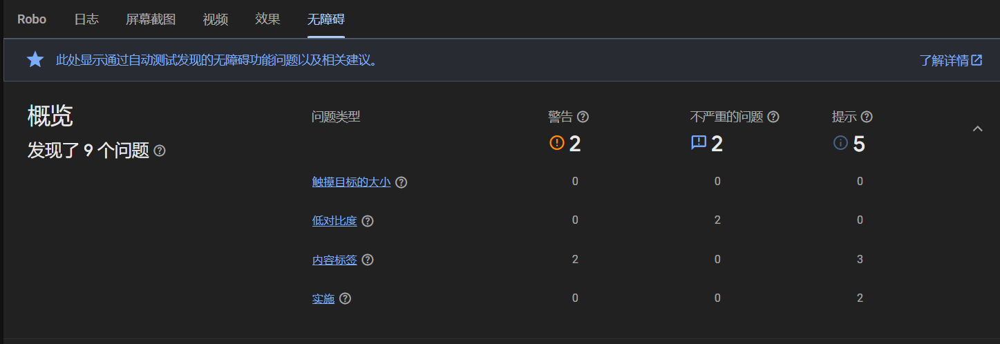 Robo 日志 屏幕截图 视频 效果 无障碍
此处显示通过自动测试发现的无障碍功能问题以及相关建议。 了解详情
概览 问题类型 警告 不严重的问题 提示
发现了 9 个问题 2 2 5
触摸目标的大小 0 0 0
低对比度 0 2 0
内容标签 2 0 3
实施 0 0 2